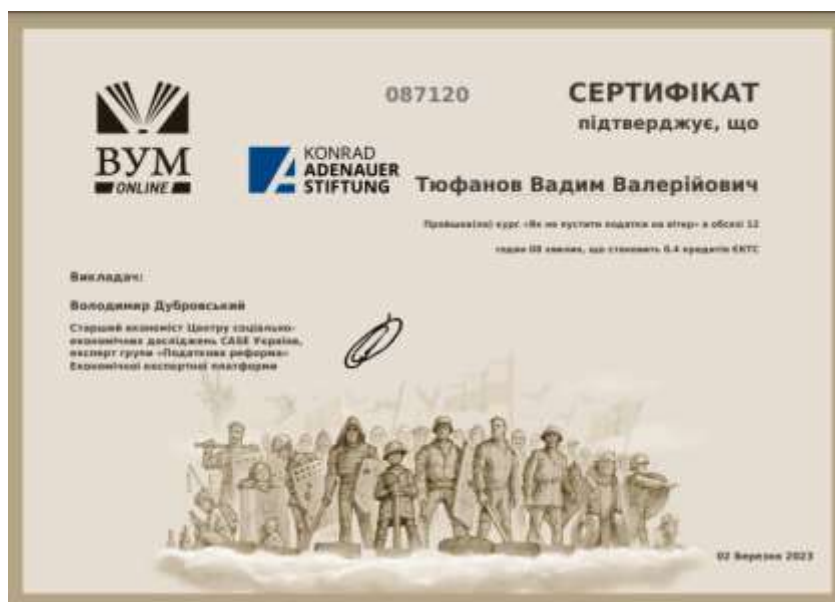 087120
СЕРТИФІКАТ
підтверджує, що
ВУМ
ONLINE
KONRAD
ADENAUER
STIFTUNG
Тюфанов Вадим Валерійович
Пройшов(ла) курс «Як не пустити податки на вітер» в обсязі 12
годин 00 хвилин, що становить 0.4 кредитів ЄКТС
Викладач:
Володимир Дубровський
Старший економіст Центру соціально-
економічних досліджень CASE Україна,
експерт групи «Податкова реформа»
Економічної експертної платформи
02 Березня 2023